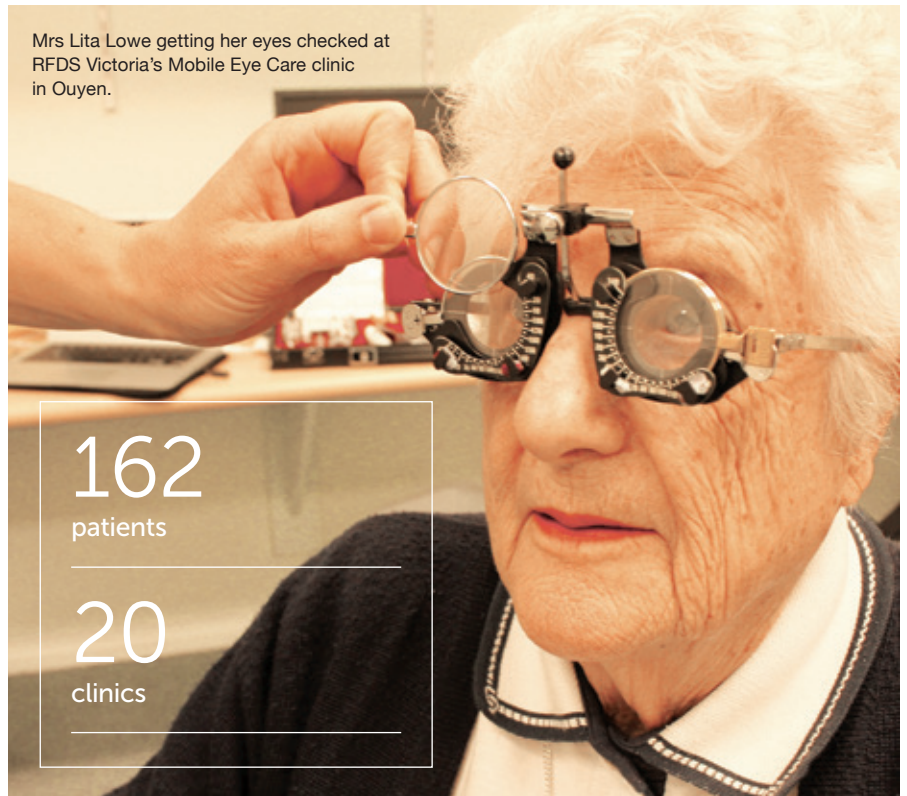 Mrs Lita Lowe getting her eyes checked at
RFDS Victoria’s Mobile Eye Care clinic
in Ouyen.
162
patients
20
clinics